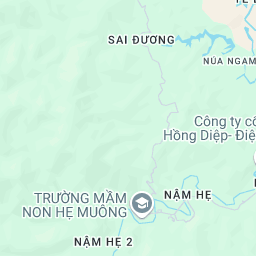 SAI ĐƯƠNG
NÚA NGAM
Công ty cổ
Hồng Diệp- Điệ
TRƯỜNG MẦM
NON HẸ MUÔNG
NẬM HẸ
NẬM HẸ 2